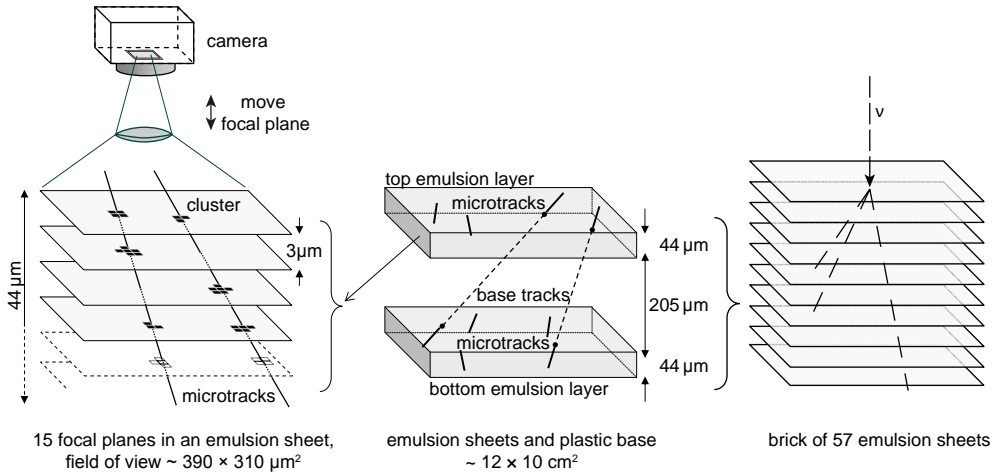 camera
move
focal plane
cluster
3μm
44 μm
microtracks
15 focal planes in an emulsion sheet,
field of view ~ 390 × 310 μm²
top emulsion layer
microtracks
44 μm
base tracks
205 μm
microtracks
44 μm
bottom emulsion layer
emulsion sheets and plastic base
~ 12 × 10 cm²
ν
brick of 57 emulsion sheets